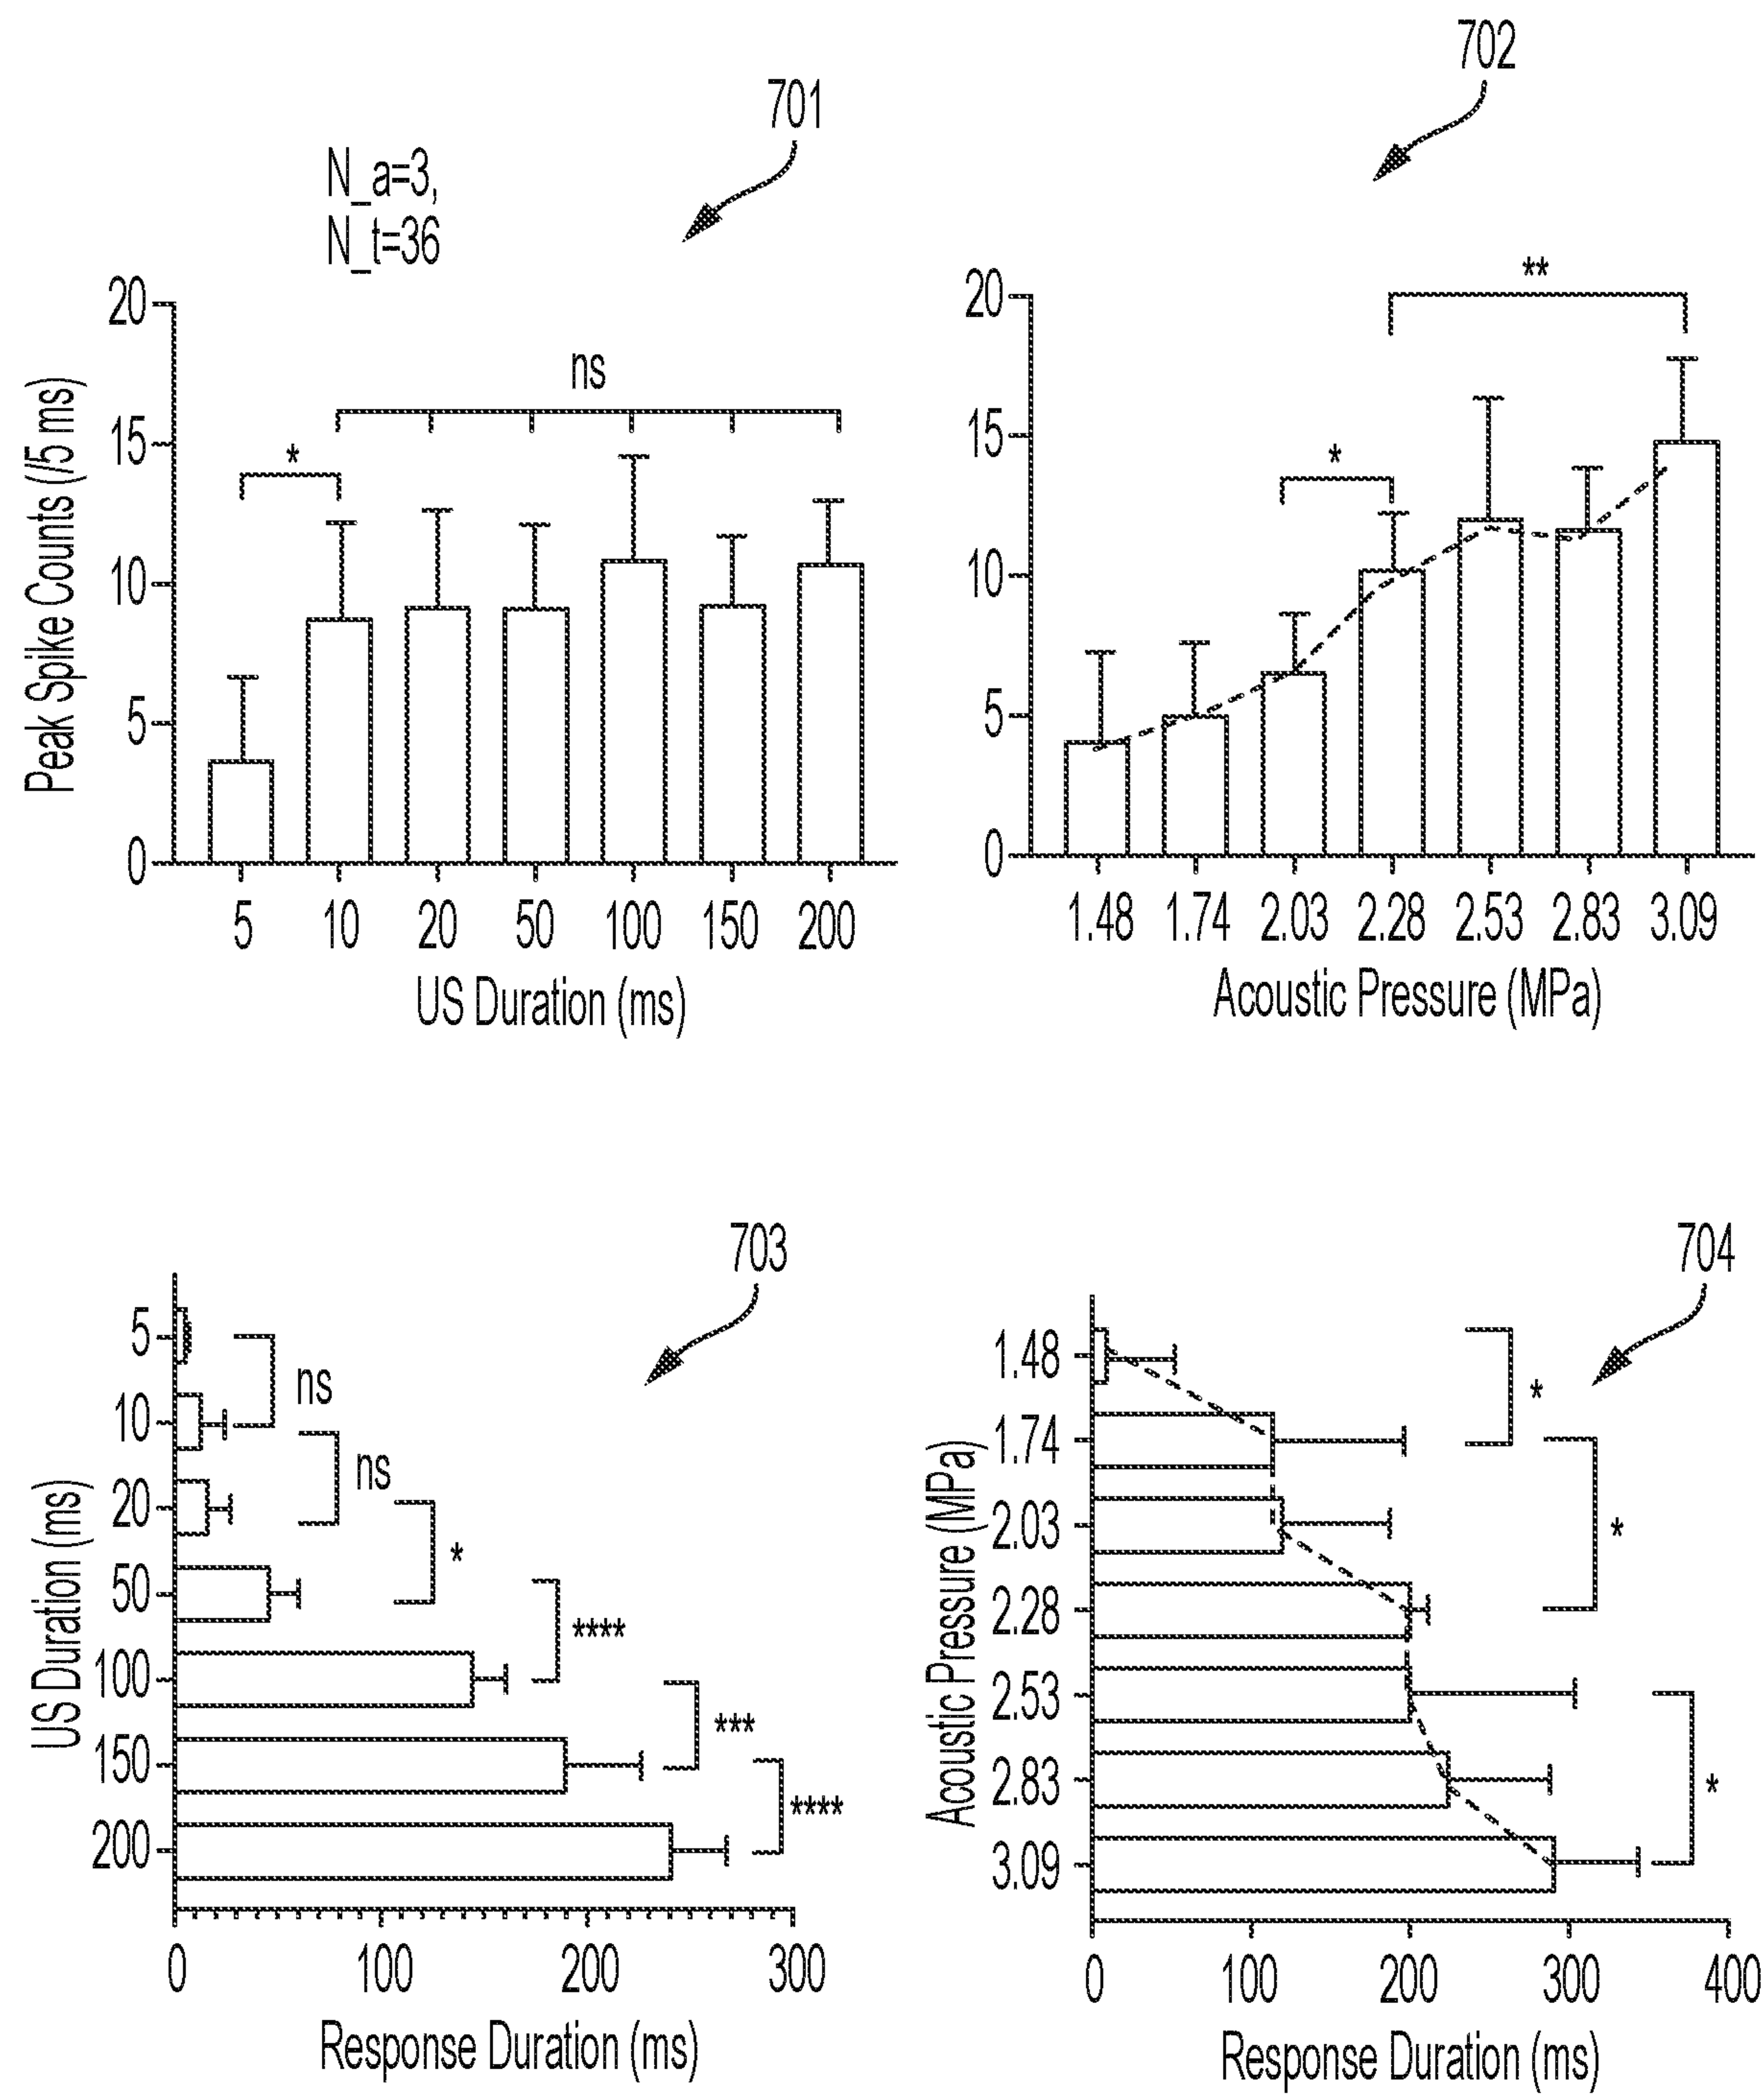 701
N_a=3,
N_t=36
Peak Spike Counts (/5 ms)
20
15
10
5
0
*
ns
5 10 20 50 100 150 200
US Duration (ms)
702
20
15
10
5
0
*
**
1.48 1.74 2.03 2.28 2.53 2.83 3.09
Acoustic Pressure (MPa)
703
US Duration (ms)
5
10
20
50
100
150
200
ns
ns
*
****
***
****
0 100 200 300
Response Duration (ms)
704
Acoustic Pressure (MPa)
1.48
1.74
2.03
2.28
2.53
2.83
3.09
*
*
*
0 100 200 300 400
Response Duration (ms)